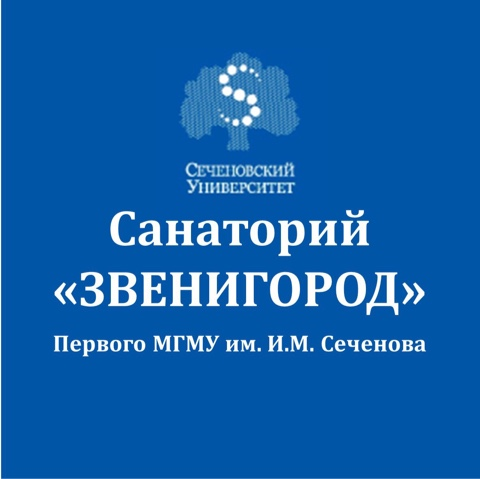 Сеченовский
Университет
Санаторий
«ЗВЕНИГОРОД»
Первого МГМУ им. И.М. Сеченова